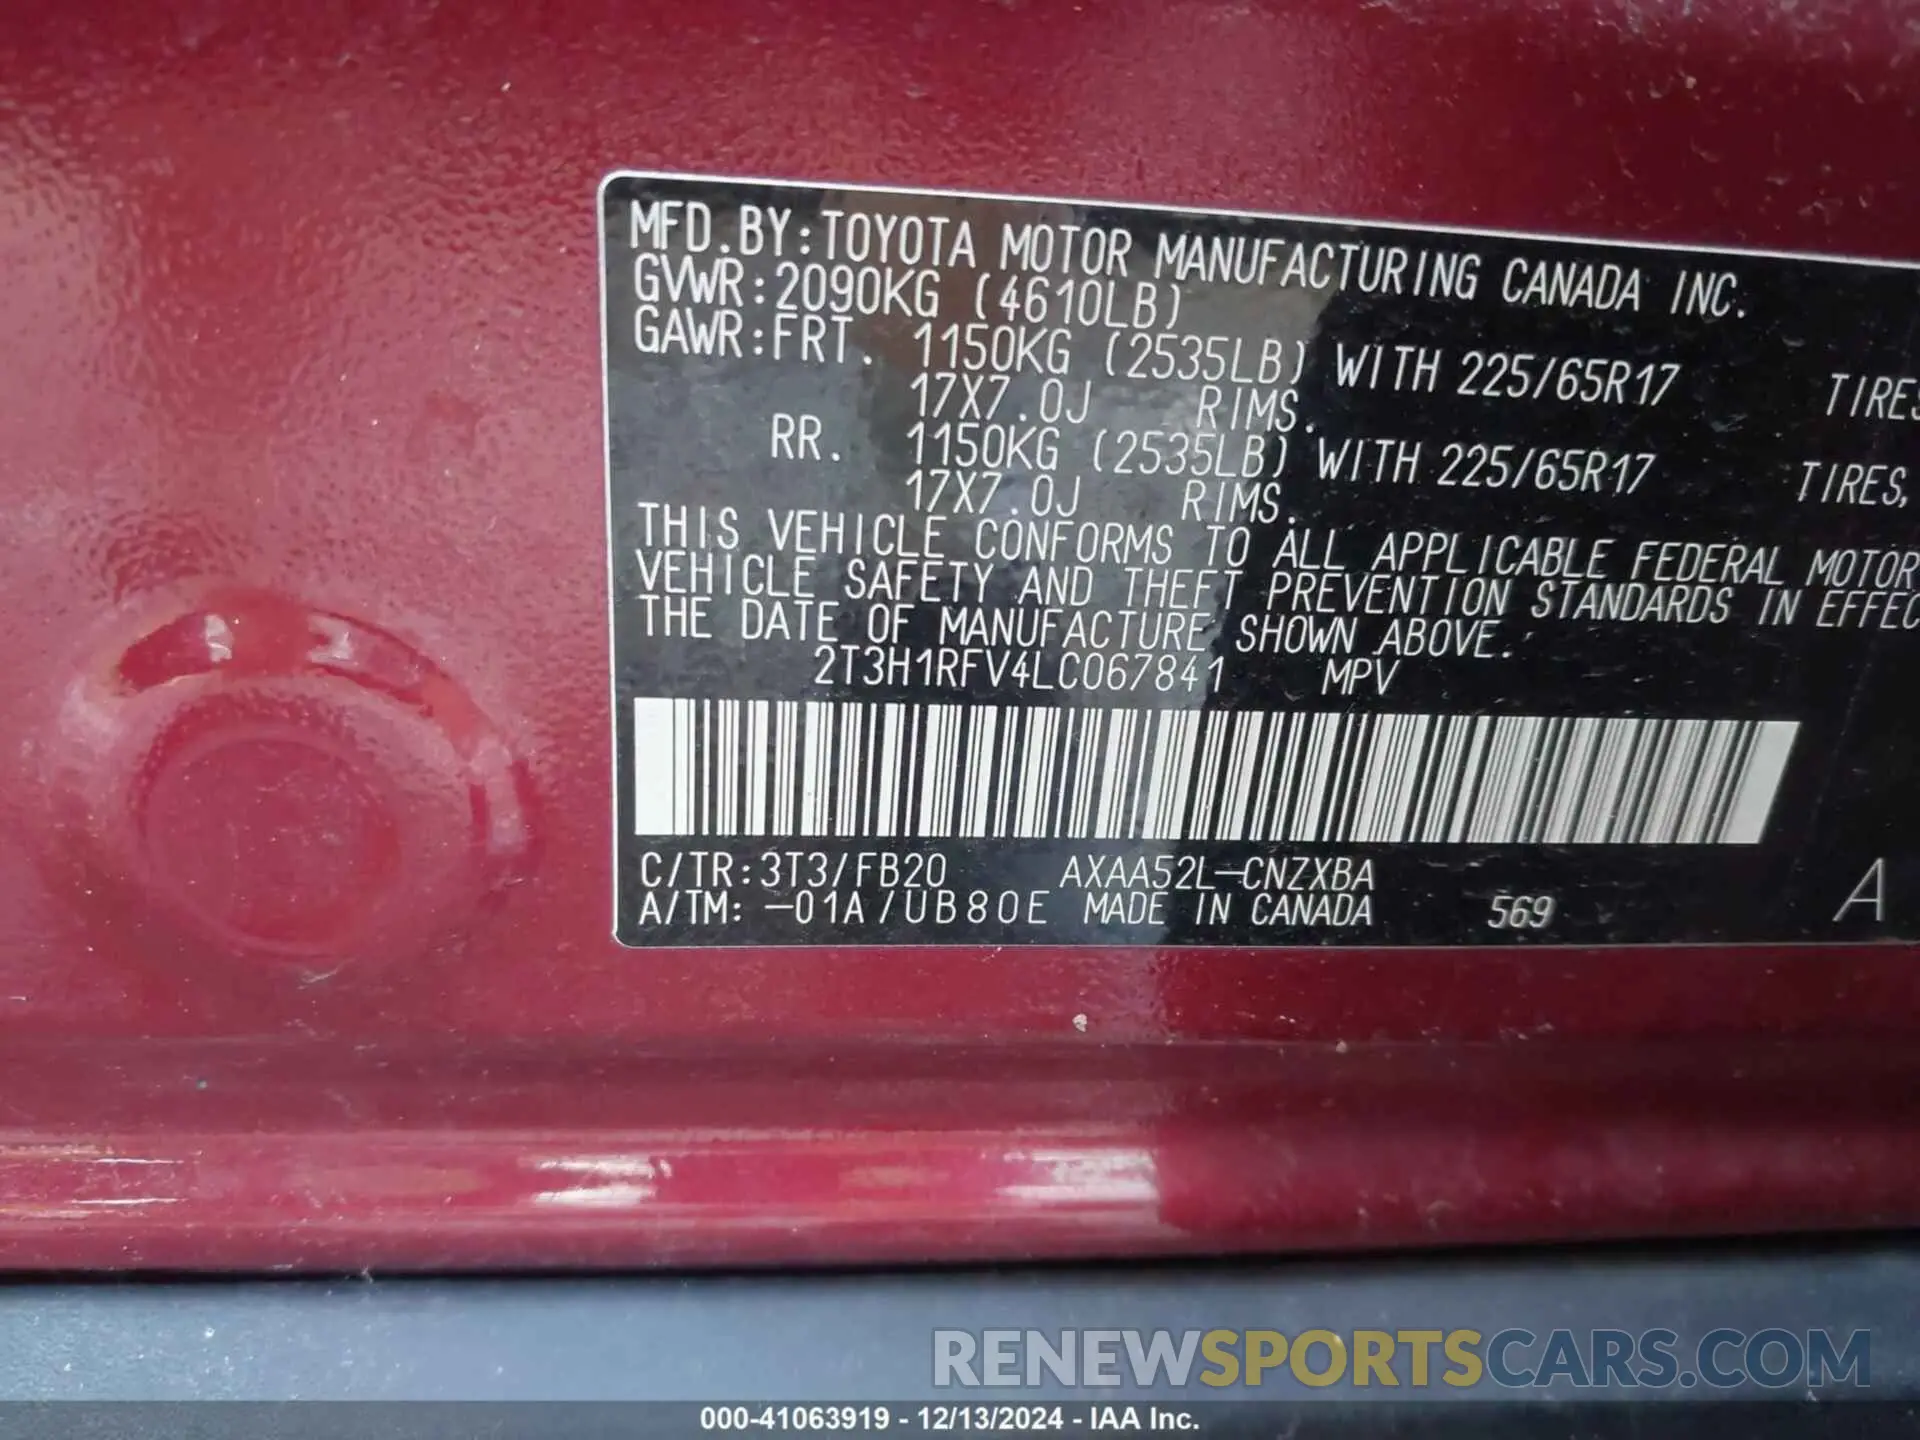 MFD.BY:TOYOTA MOTOR MANUFACTURING CANADA INC.
GVWR:2090KG (4610LB)
GAWR:FRT. 1150KG (2535LB) WITH 225/65R17 TIRES
17X7.0J RIMS.
RR. 1150KG (2535LB) WITH 225/65R17 TIRES,
17X7.0J RIMS.
THIS VEHICLE CONFORMS TO ALL APPLICABLE FEDERAL MOTOR
VEHICLE SAFETY AND THEFT PREVENTION STANDARDS IN EFFEC
THE DATE OF MANUFACTURE SHOWN ABOVE.
2T3H1RFV4LC067841 MPV
C/TR:3T3/FB20 AXAA52L-CNZXBA
A/TM:-01A/UB80E MADE IN CANADA 569 A
RENEWSPORTSCARS.COM
000-41063919 - 12/13/2024 - IAA Inc.